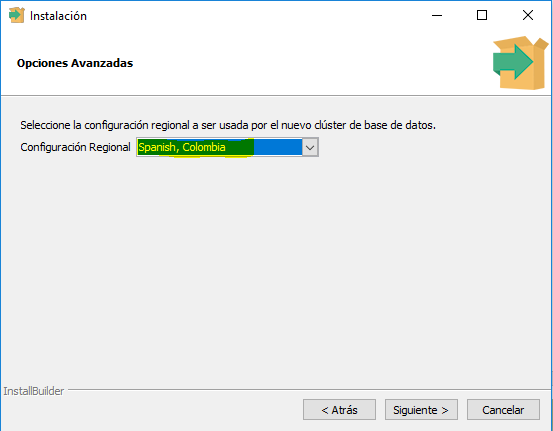 Instalación
Opciones Avanzadas
Seleccione la configuración regional a ser usada por el nuevo clúster de base de datos.
Configuración Regional Spanish, Colombia
InstallBuilder
< Atrás Siguiente > Cancelar